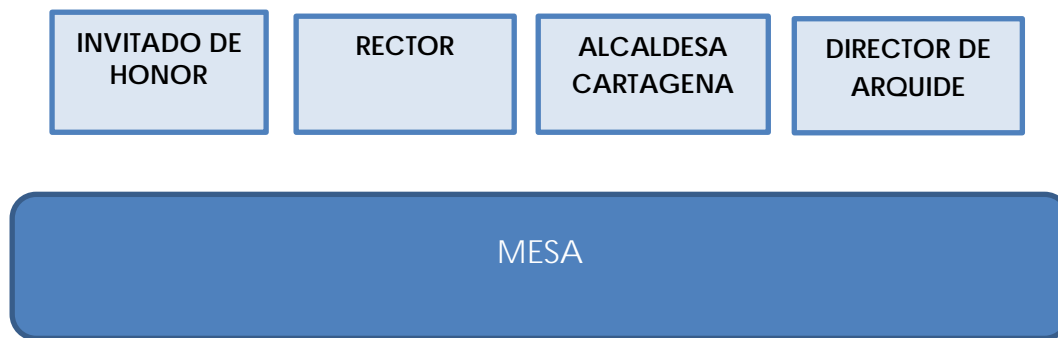 INVITADO DE
HONOR
RECTOR
ALCALDESA
CARTAGENA
DIRECTOR DE
ARQUIDE
MESA